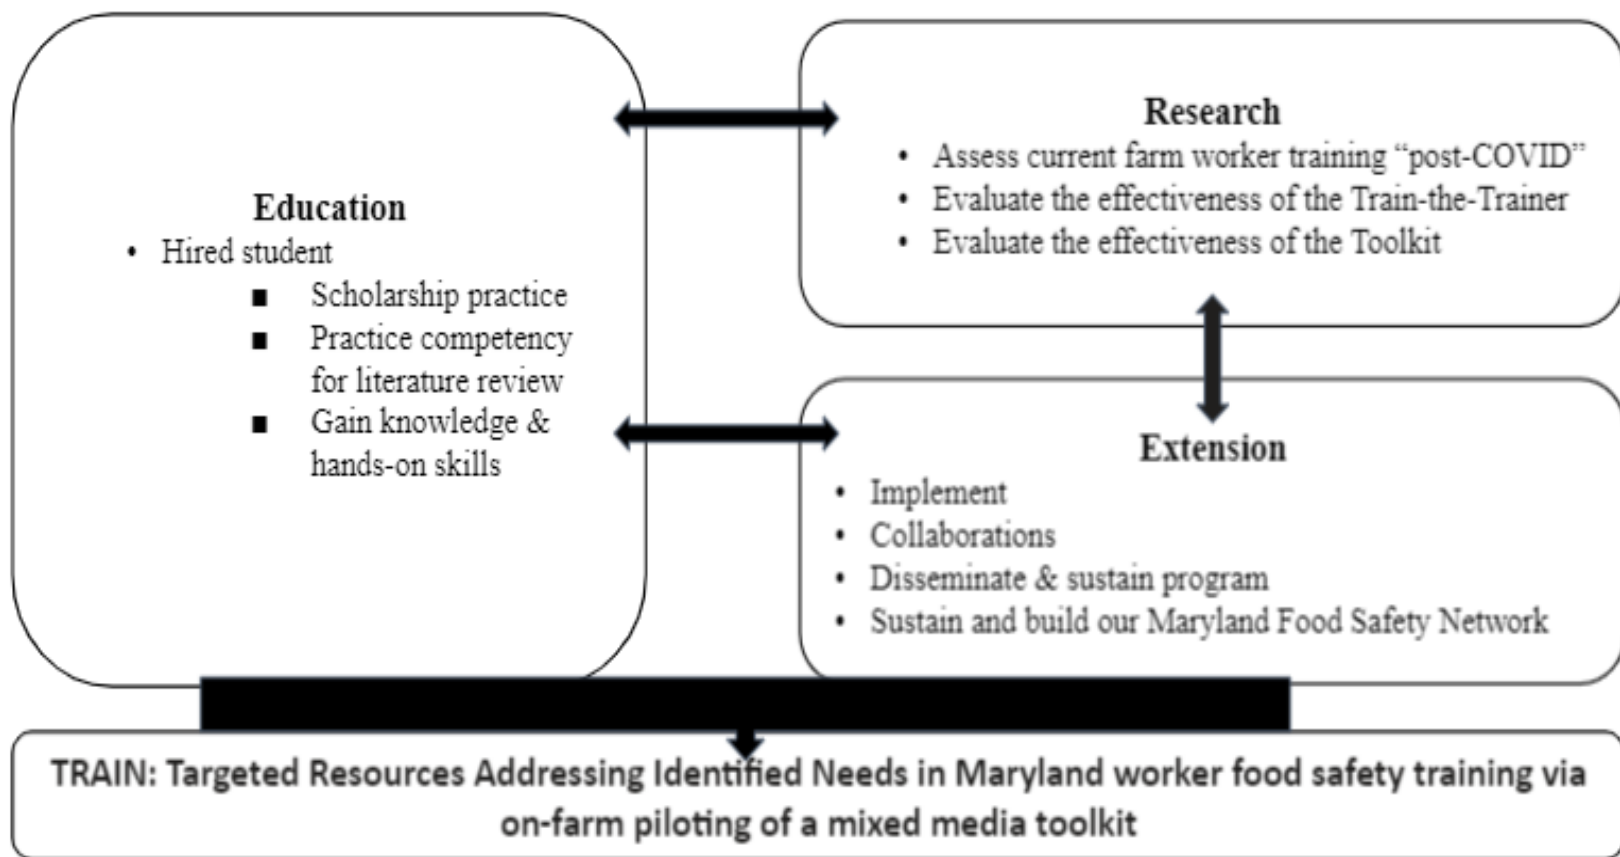 Education
• Hired student
■ Scholarship practice
■ Practice competency
for literature review
■ Gain knowledge &
hands-on skills
Research
• Assess current farm worker training “post-COVID”
• Evaluate the effectiveness of the Train-the-Trainer
• Evaluate the effectiveness of the Toolkit
Extension
• Implement
• Collaborations
• Disseminate & sustain program
• Sustain and build our Maryland Food Safety Network
TRAIN: Targeted Resources Addressing Identified Needs in Maryland worker food safety training via
on-farm piloting of a mixed media toolkit